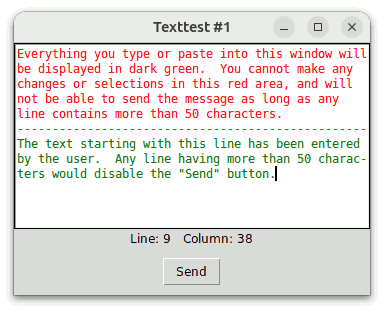 Texttest #1
Everything you type or paste into this window will
be displayed in dark green.  You cannot make any
changes or selections in this red area, and will
not be able to send the message as long as any
line contains more than 50 characters.
--------------------------------------------------
The text starting with this line has been entered
by the user.  Any line having more than 50 charac-
ters would disable the "Send" button.
Line: 9   Column: 38
Send